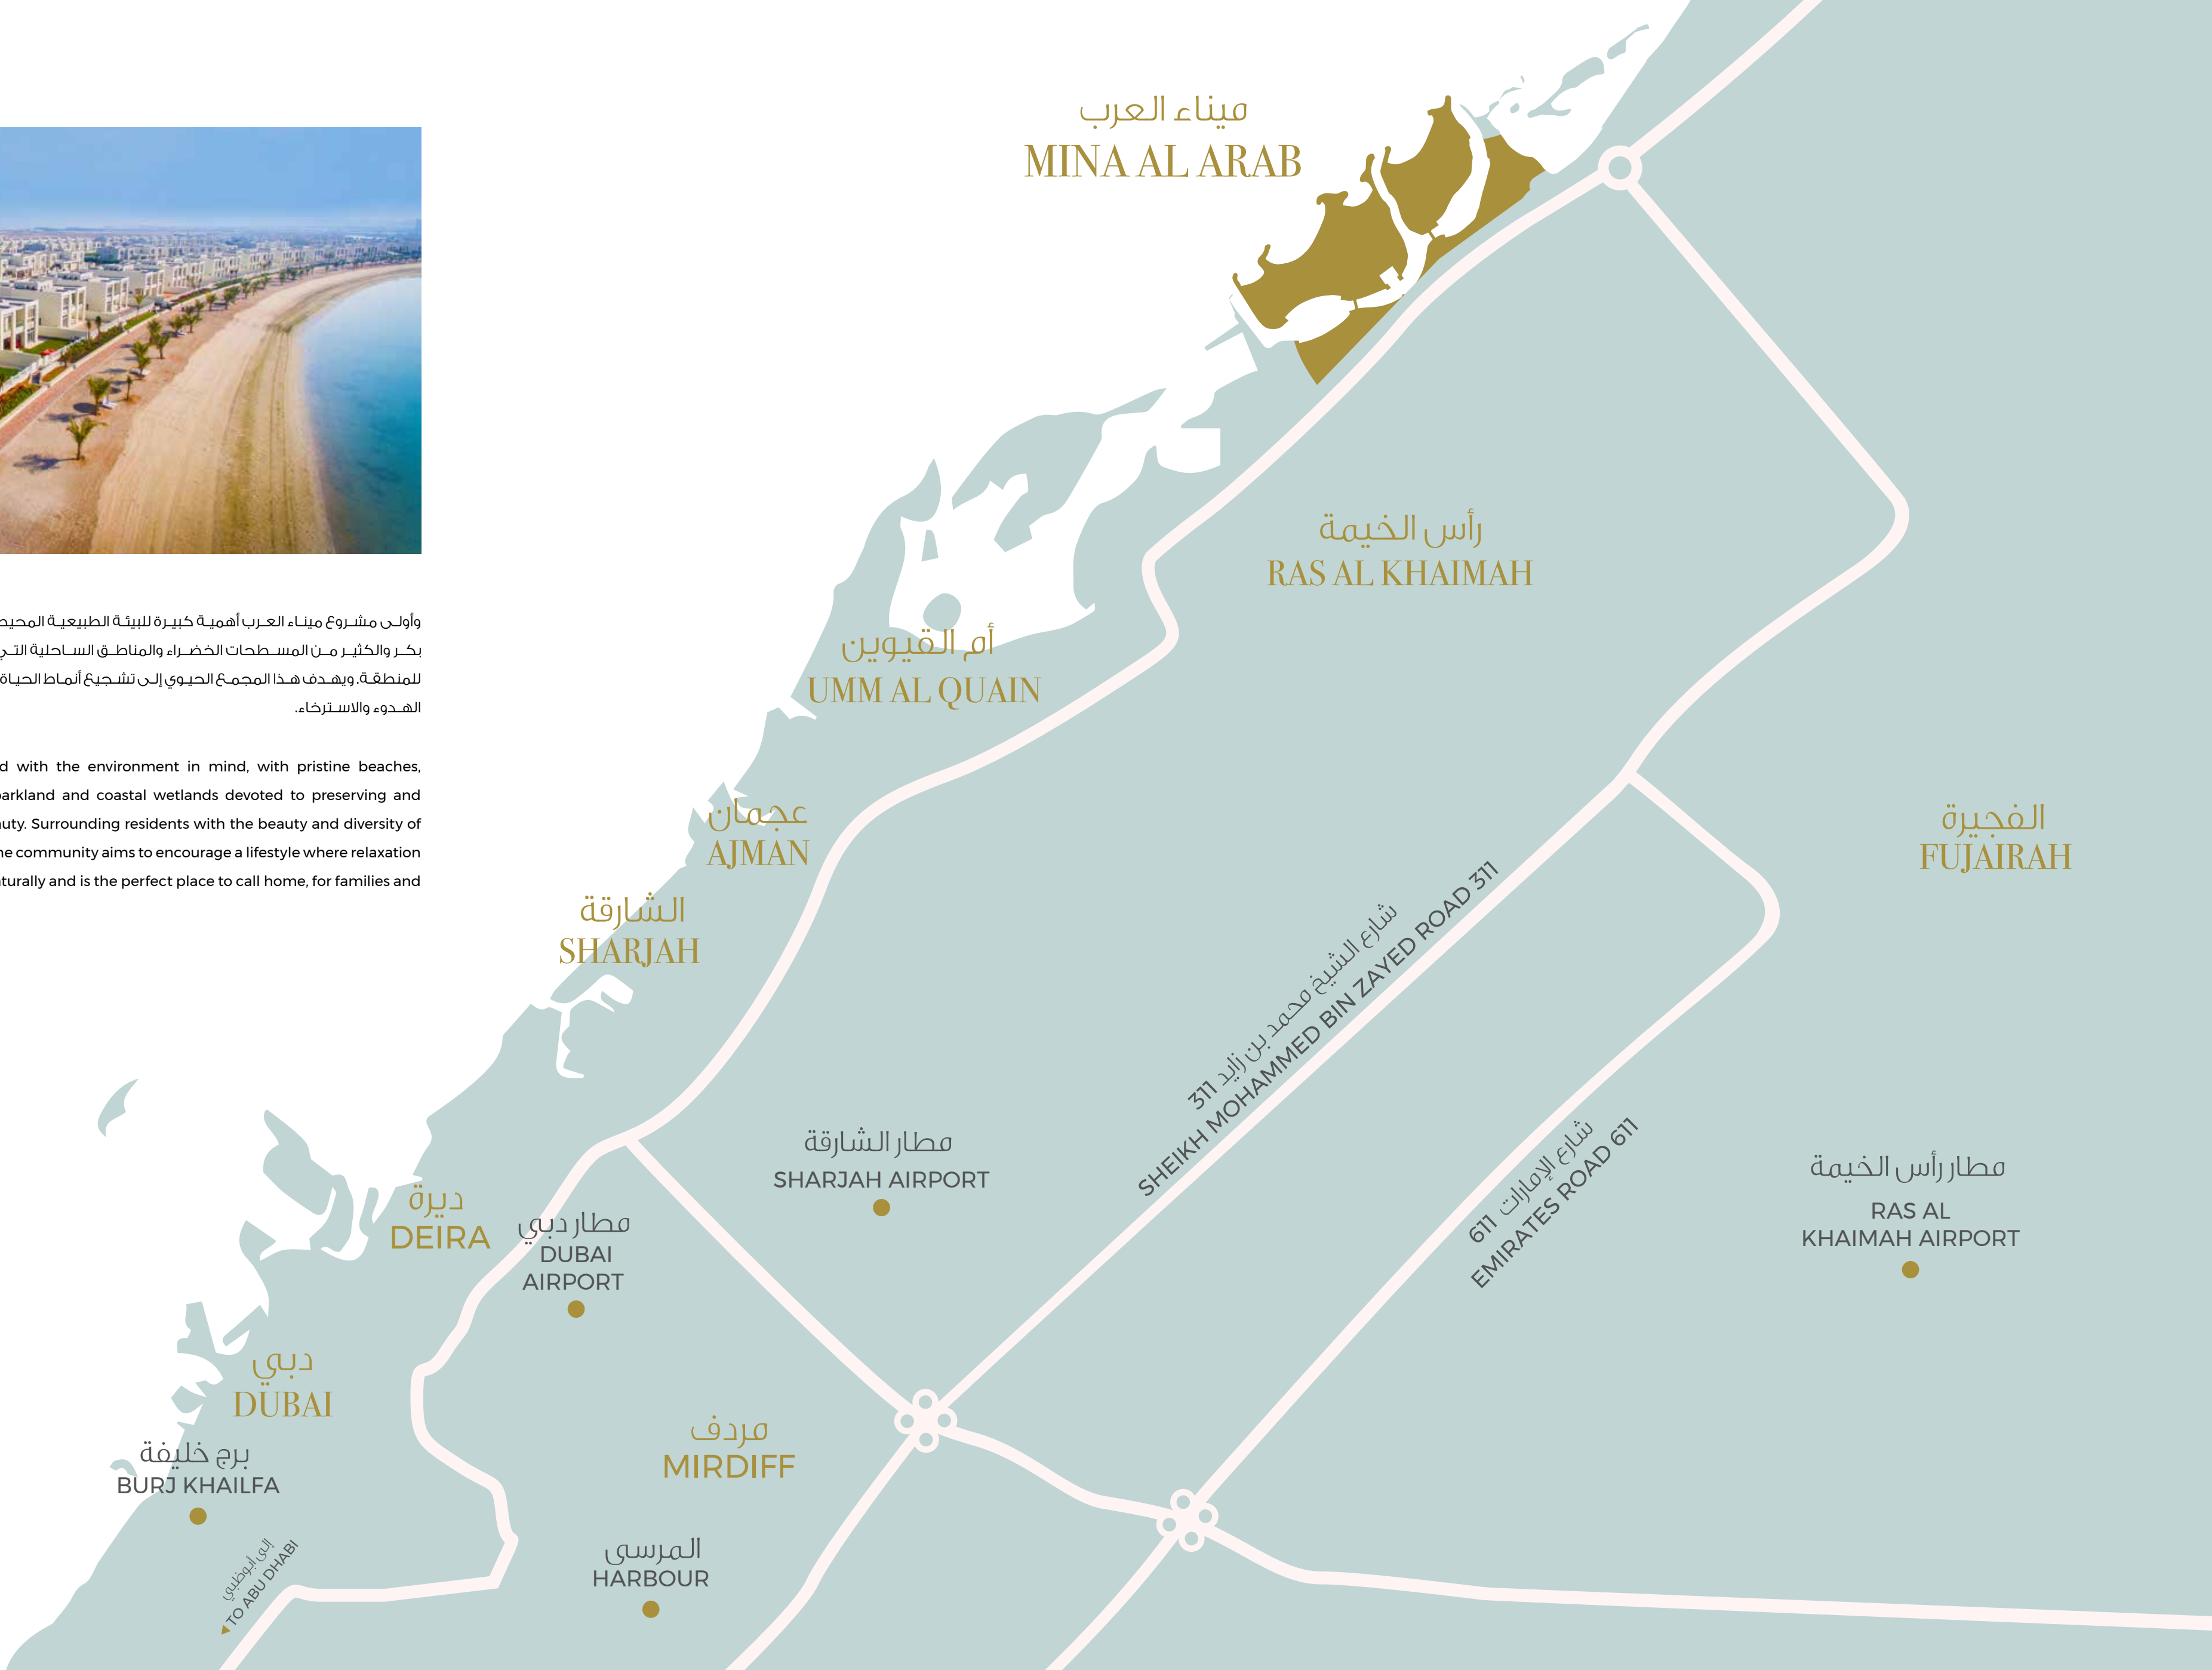 ميناء العرب
MINA AL ARAB
رأس الخيمة
RAS AL KHAIMAH
وأولى مشروع ميناء العرب أهمية كبيرة للبيئة الطبيعية
بكر والكثير من المسطحات الخضراء والمناطق الساحلية التي
للمنطقة. ويهدف هذا المجمع الحيوي إلى تشجيع أنماط الحياة
الهدوء والاسترخاء.
with the environment in mind, with pristine beaches,
and coastal wetlands devoted to preserving and
Surrounding residents with the beauty and diversity of
community aims to encourage a lifestyle where relaxation
and is the perfect place to call home, for families and
أم القيوين
UMM AL QUAIN
عجمان
AJMAN
الفجيرة
FUJAIRAH
الشارقة
SHARJAH
شارع الشيخ محمد بن زايد 311
SHEIKH MOHAMMED BIN ZAYED ROAD 311
شارع الإمارات 611
EMIRATES ROAD 611
مطار الشارقة
SHARJAH AIRPORT
مطار رأس الخيمة
RAS AL
KHAIMAH AIRPORT
ديرة
DEIRA
مطار دبي
DUBAI
AIRPORT
دبي
DUBAI
مردف
MIRDIFF
برج خليفة
BURJ KHAILFA
المرسى
HARBOUR
إلى أبوظبي
TO ABU DHABI